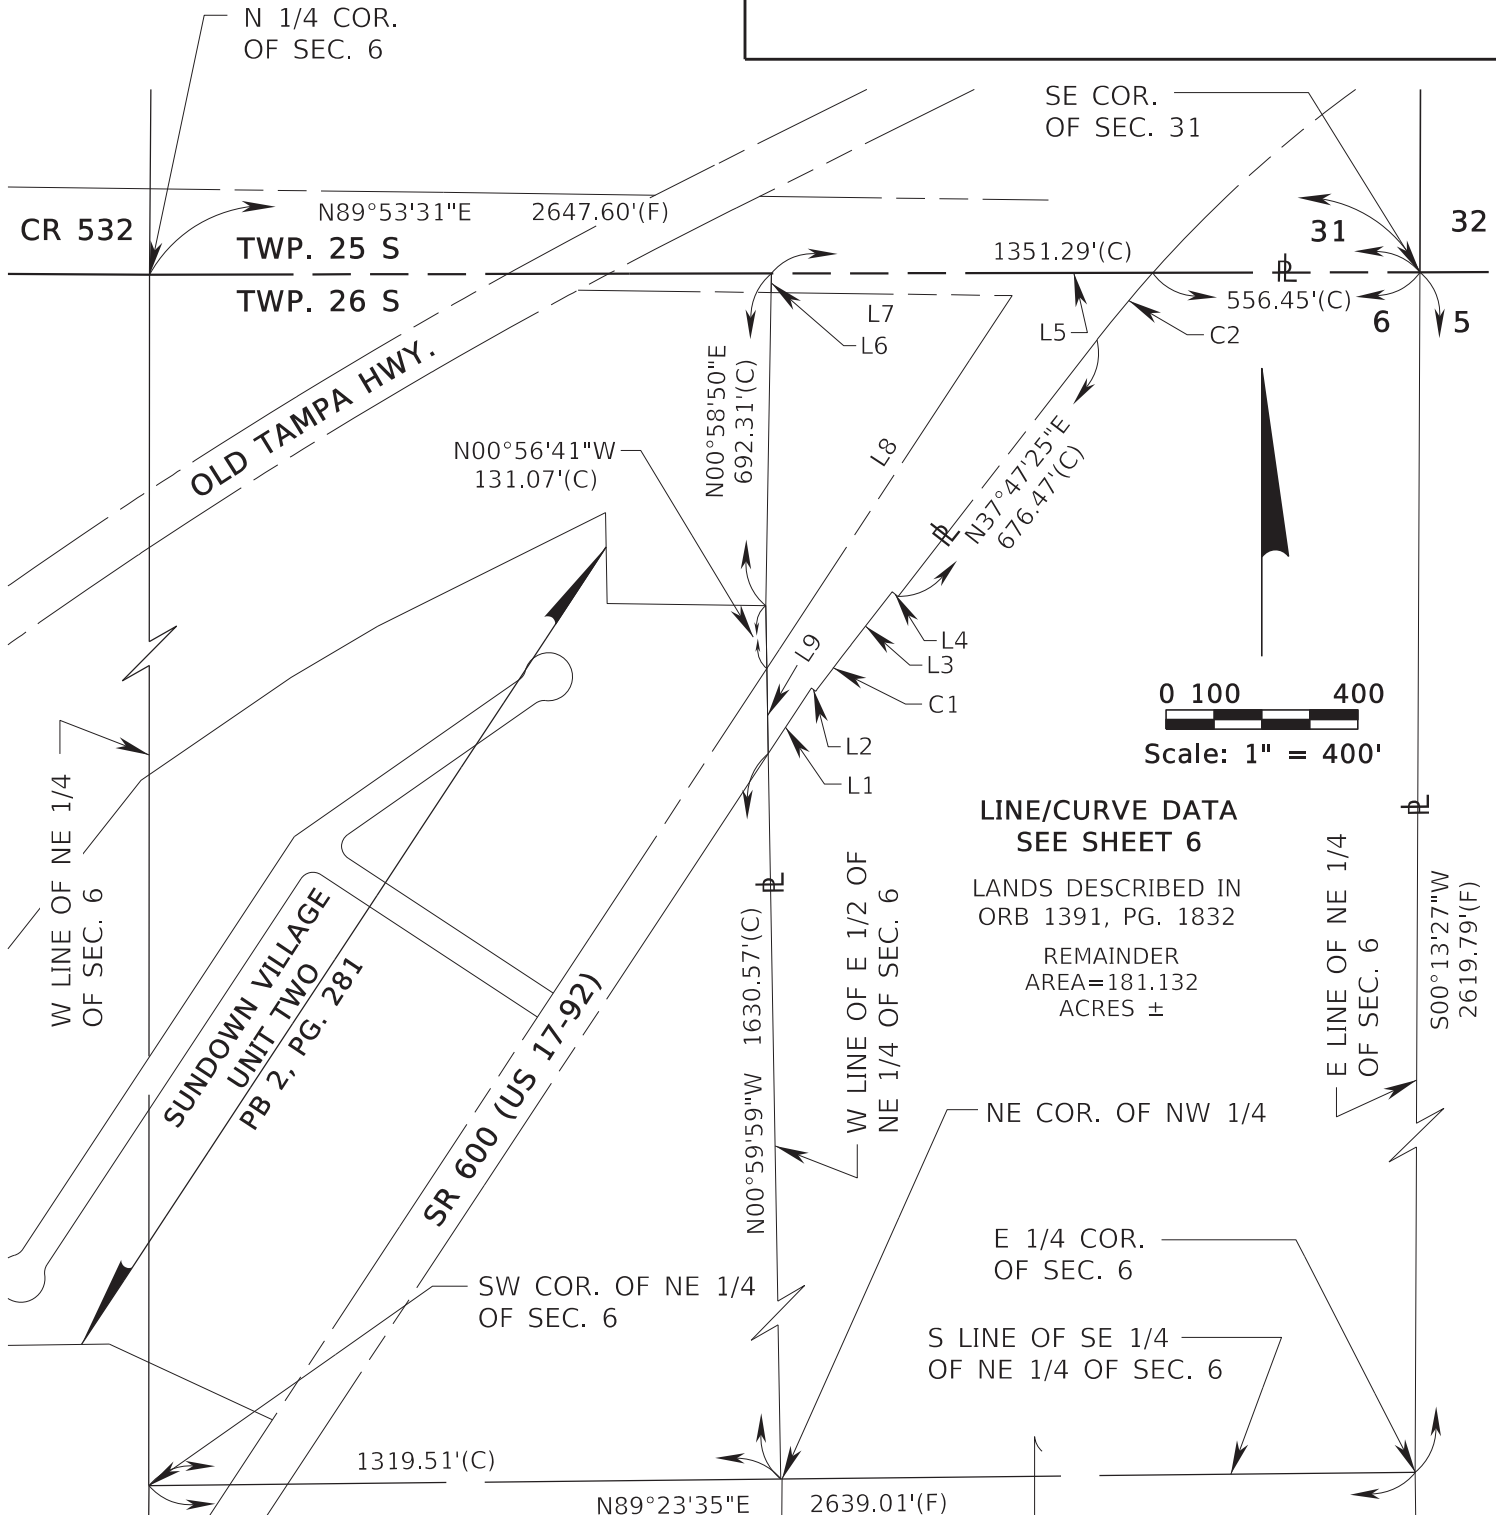 N 1/4 COR.
OF SEC. 6
SE COR.
OF SEC. 31
CR 532
N89°53'31"E 2647.60'(F)
TWP. 25 S
TWP. 26 S
1351.29'(C)
31
32
℄
556.45'(C)
6
5
L7
L6
L5
C2
OLD TAMPA HWY.
N00°58'50"E
692.31'(C)
N00°56'41"W
131.07'(C)
L8
N37°47'25"E
676.47'(C)
℄
L9
L4
L3
C1
L2
L1
0 100 400
Scale: 1" = 400'
LINE/CURVE DATA
SEE SHEET 6
LANDS DESCRIBED IN
ORB 1391, PG. 1832
REMAINDER
AREA=181.132
ACRES ±
W LINE OF NE 1/4
OF SEC. 6
SUNDOWN VILLAGE
UNIT TWO
PB 2, PG. 281
SR 600 (US 17-92)
℄
N00°59'59"W 1630.57'(C)
W LINE OF E 1/2 OF
NE 1/4 OF SEC. 6
℄
E LINE OF NE 1/4
OF SEC. 6
S00°13'27"W
2619.79'(F)
NE COR. OF NW 1/4
E 1/4 COR.
OF SEC. 6
SW COR. OF NE 1/4
OF SEC. 6
S LINE OF SE 1/4
OF NE 1/4 OF SEC. 6
1319.51'(C)
N89°23'35"E 2639.01'(F)